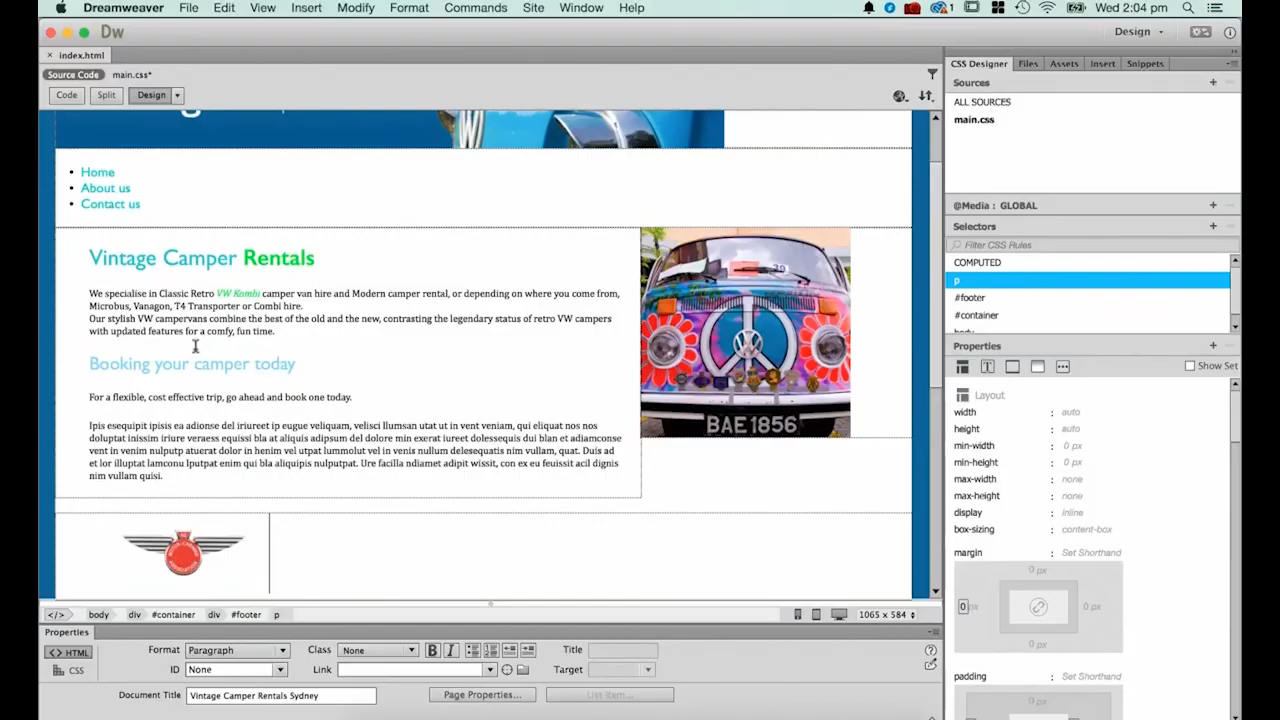 Dreamweaver File Edit View Insert Modify Format Commands Site Window Help 1 Wed 2:04 pm
Dw Design
index.html
Source Code main.css*
Code Split Design
Home
About us
Contact us
Vintage Camper Rentals
We specialise in Classic Retro VW Kombi camper van hire and Modern camper rental, or depending on where you come from,
Microbus, Vanagon, T4 Transporter or Combi hire.
Our stylish VW campervans combine the best of the old and the new, contrasting the legendary status of retro VW campers
with updated features for a comfy, fun time.
Booking your camper today
For a flexible, cost effective trip, go ahead and book one today.
Ipis esequipit ipisis ea adionse del iriureet ip eugue veliquam, velisci llumsan utat ut in vent veniam, qui eliquat nos nos
doluptat inissim iriure veraess equissi bla at aliquis adipsum del dolore min exerat iureet dolessequis dui blan et adiamconse
vent in venim nulputp atuerat dolor in henim vel utpat lummolut vel in venis nullum delesequatis nim vullam, quat. Duis ad
et lor illuptat lamconu lputpat enim qui bla aliquipis nulputpat. Ure facilla ndiamet adipit wissit, con ex eu feuissit acil dignis
nim vullam quisi.
BAE1856
</> body div #container div #footer p 1065 x 584
Properties
<> HTML Format Paragraph Class None B I Title
CSS ID None Link Target
Document Title Vintage Camper Rentals Sydney Page Properties... List Item...
CSS Designer Files Assets Insert Snippets
Sources
ALL SOURCES
main.css
@Media : GLOBAL
Selectors
Filter CSS Rules
COMPUTED
p
#footer
#container
body
Properties
Show Set
Layout
width : auto
height : auto
min-width : 0 px
min-height : 0 px
max-width : none
max-height : none
display : inline
box-sizing : content-box
margin : Set Shorthand
0 px
0 px 0 px
0 px
padding : Set Shorthand
0 px